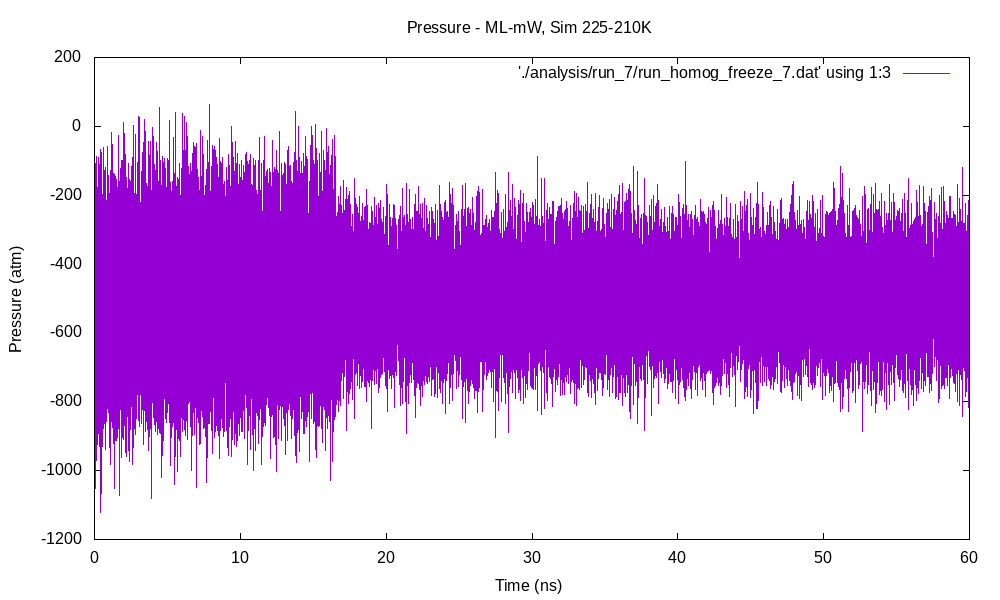 Pressure - ML-mW, Sim 225-210K
'./analysis/run_7/run_homog_freeze_7.dat' using 1:3
200
0
-200
-400
-600
-800
-1000
-1200
Pressure (atm)
0 10 20 30 40 50 60
Time (ns)